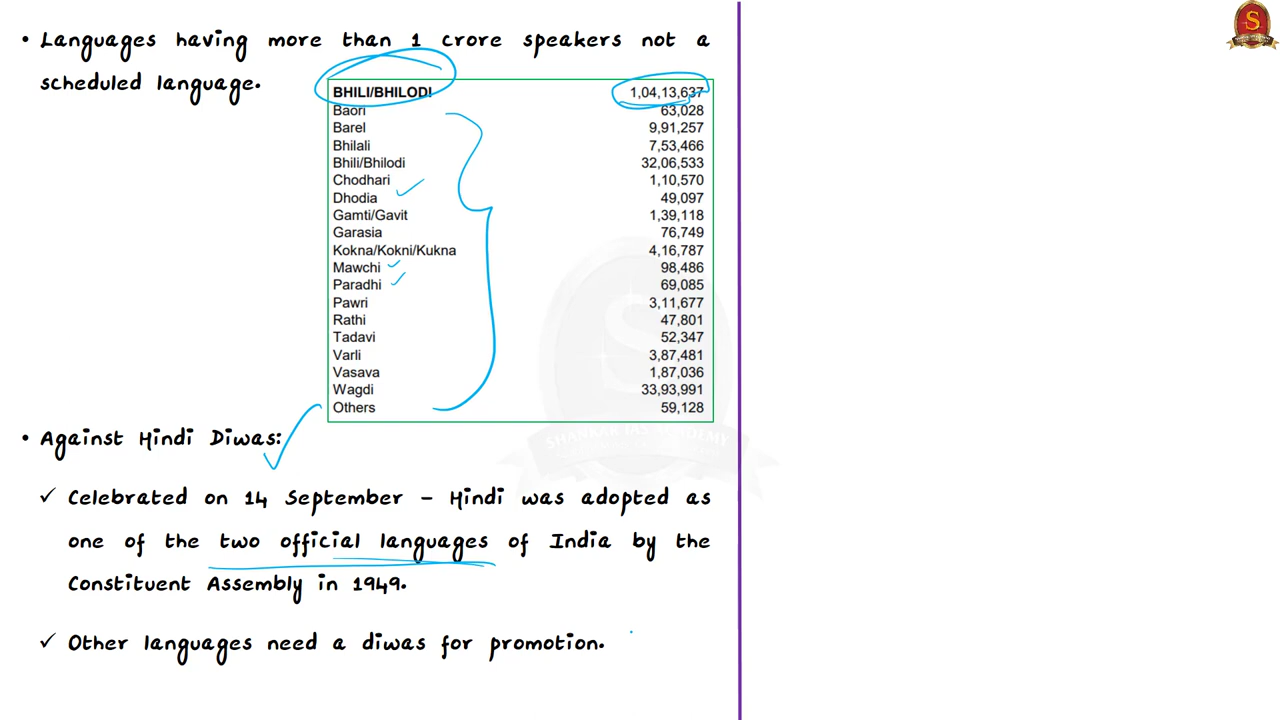 • Languages having more than 1 crore speakers not a
scheduled language.
BHILI/BHILODI 1,04,13,637
Baori 63,028
Barel 9,91,257
Bhilali 7,53,466
Bhili/Bhilodi 32,06,533
Chodhari 1,10,570
Dhodia 49,097
Gamti/Gavit 1,39,118
Garasia 76,749
Kokna/Kokni/Kukna 4,16,787
Mawchi 98,486
Paradhi 69,085
Pawri 3,11,677
Rathi 47,801
Tadavi 52,347
Varli 3,87,481
Vasava 1,87,036
Wagdi 33,93,991
Others 59,128
• Against Hindi Diwas:
✓ Celebrated on 14 September – Hindi was adopted as
one of the two official languages of India by the
Constituent Assembly in 1949.
✓ Other languages need a diwas for promotion.
S
SHANKAR IAS ACADEMY